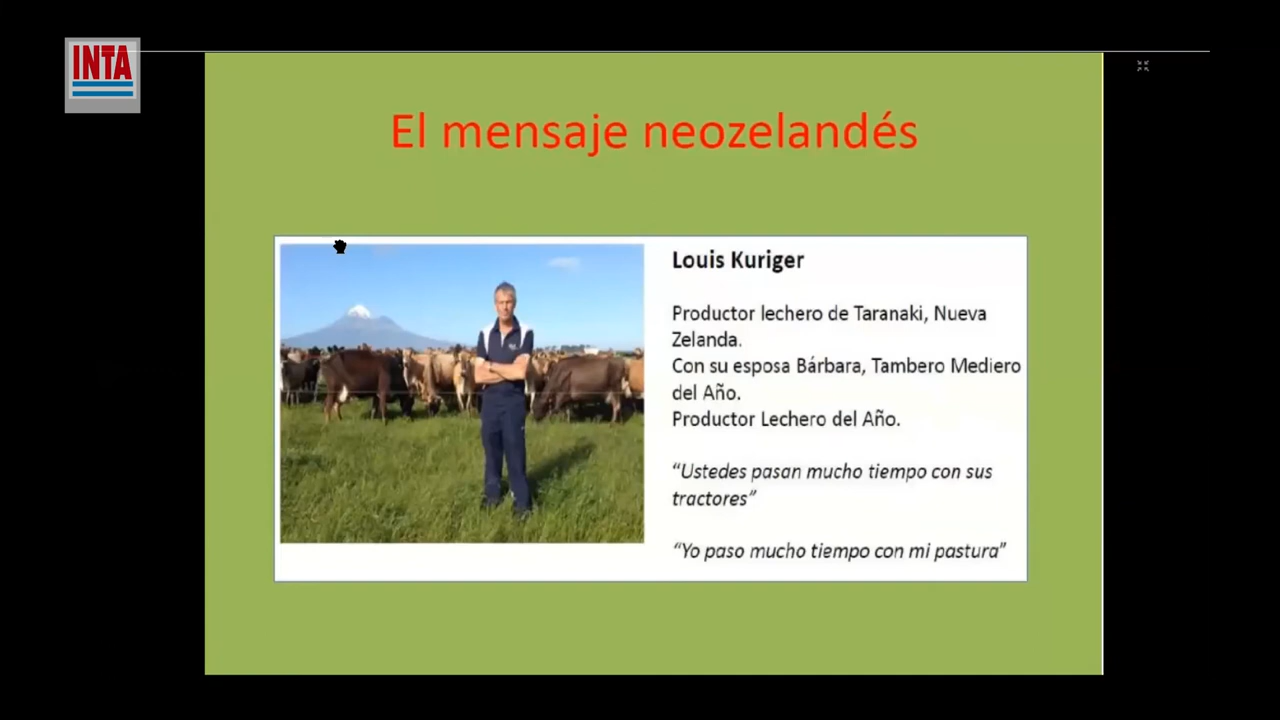 INTA
El mensaje neozelandés
Louis Kuriger
Productor lechero de Taranaki, Nueva
Zelanda.
Con su esposa Bárbara, Tambero Mediero
del Año.
Productor Lechero del Año.
“Ustedes pasan mucho tiempo con sus
tractores”
“Yo paso mucho tiempo con mi pastura”